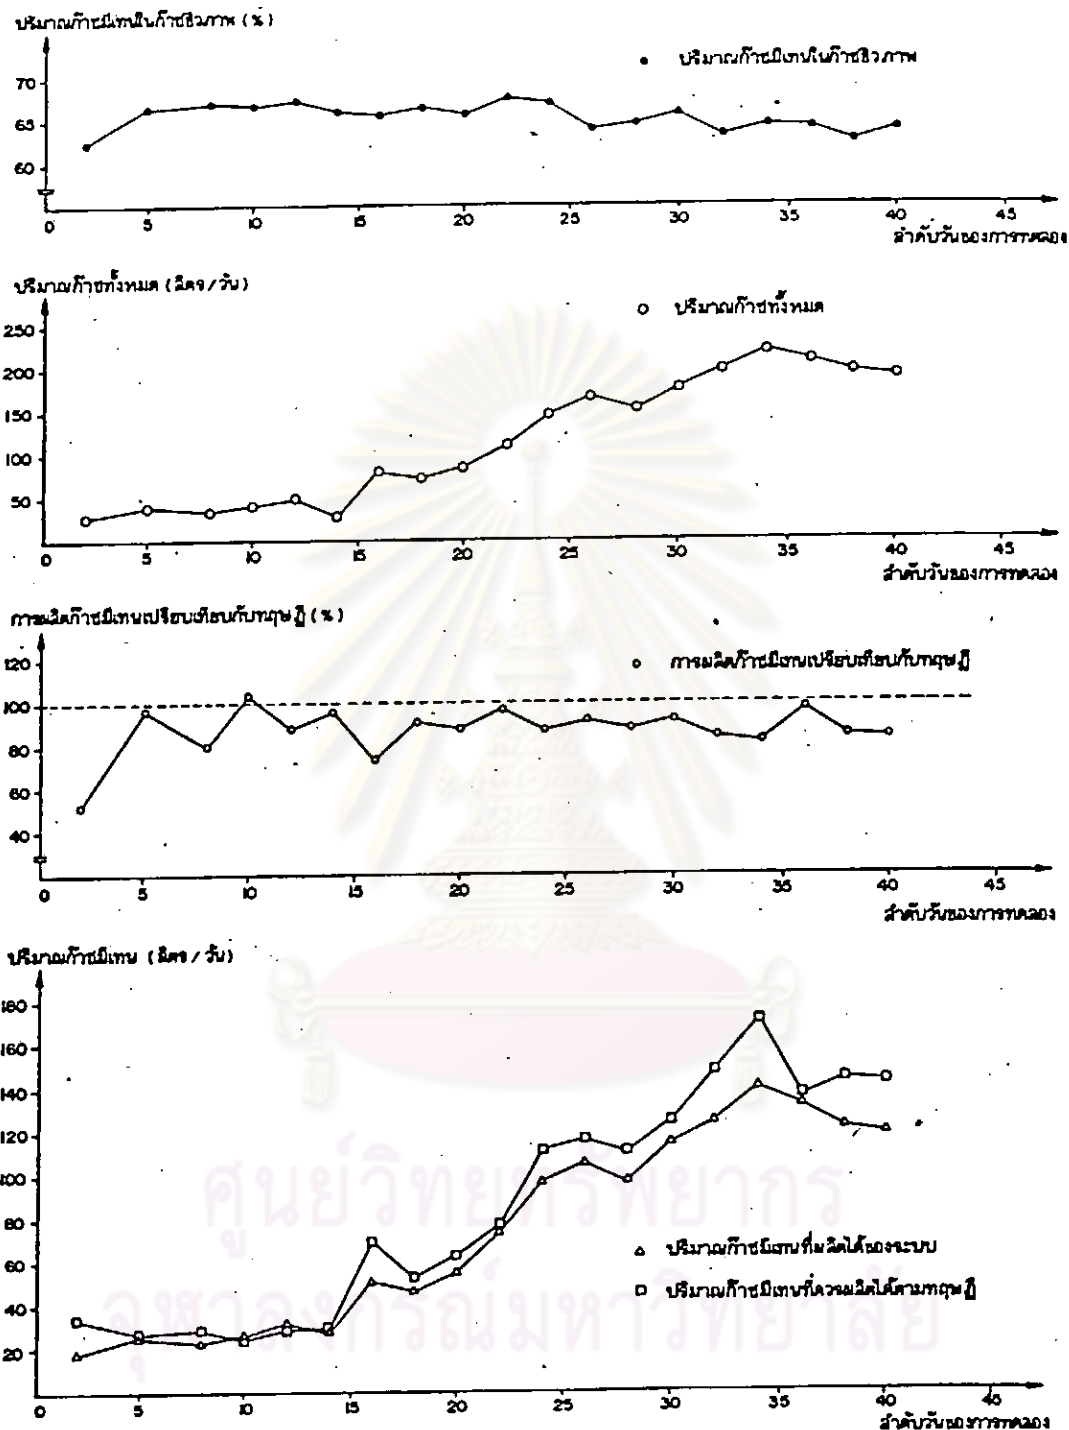 ปริมาณก๊าซมีเทนในก๊าซชีวภาพ (%)
ปริมาณก๊าซมีเทนในก๊าซชีวภาพ
70
65
60
0 5 10 15 20 25 30 35 40 45
ลำดับวันของการทดลอง
ปริมาณก๊าซทั้งหมด (ลิตร/วัน)
ปริมาณก๊าซทั้งหมด
250
200
150
100
50
0 5 10 15 20 25 30 35 40 45
ลำดับวันของการทดลอง
การผลิตก๊าซมีเทนเปรียบเทียบกับทฤษฎี (%)
การผลิตก๊าซมีเทนเปรียบเทียบกับทฤษฎี
120
100
80
60
40
0 5 10 15 20 25 30 35 40 45
ลำดับวันของการทดลอง
ปริมาณก๊าซมีเทน (ลิตร/วัน)
180
160
140
120
100
80
60
40
20
ปริมาณก๊าซมีเทนที่ผลิตได้ของระบบ
ปริมาณก๊าซมีเทนที่ควรผลิตได้ตามทฤษฎี
0 5 10 15 20 25 30 35 40 45
ลำดับวันของการทดลอง
ศูนย์วิทยทรัพยากร
จุฬาลงกรณ์มหาวิทยาลัย